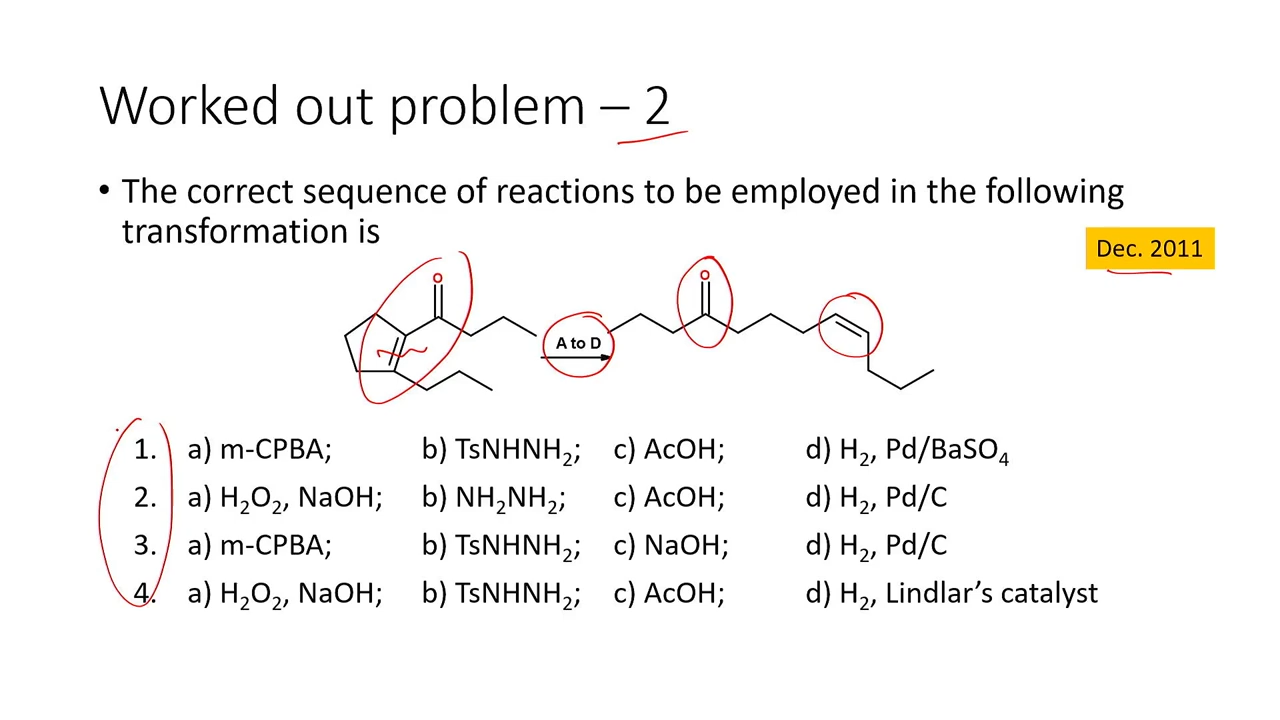 Worked out problem – 2
• The correct sequence of reactions to be employed in the following
transformation is
Dec. 2011
O
O
A to D
1. a) m-CPBA; b) TsNHNH₂; c) AcOH; d) H₂, Pd/BaSO₄
2. a) H₂O₂, NaOH; b) NH₂NH₂; c) AcOH; d) H₂, Pd/C
3. a) m-CPBA; b) TsNHNH₂; c) NaOH; d) H₂, Pd/C
4. a) H₂O₂, NaOH; b) TsNHNH₂; c) AcOH; d) H₂, Lindlar’s catalyst